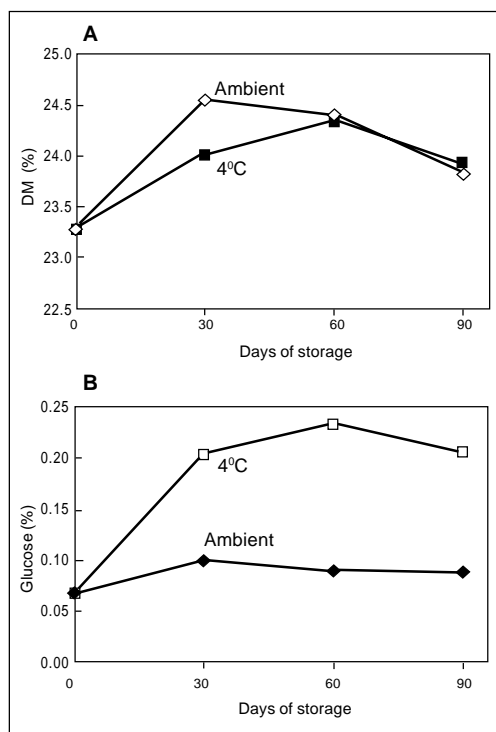 A
25.0
24.5
24.0
23.5
23.0
22.5
DM (%)
Ambient
4⁰C
0 30 60 90
Days of storage
B
0.25
0.20
0.15
0.10
0.05
0.00
Glucose (%)
4⁰C
Ambient
0 30 60 90
Days of storage